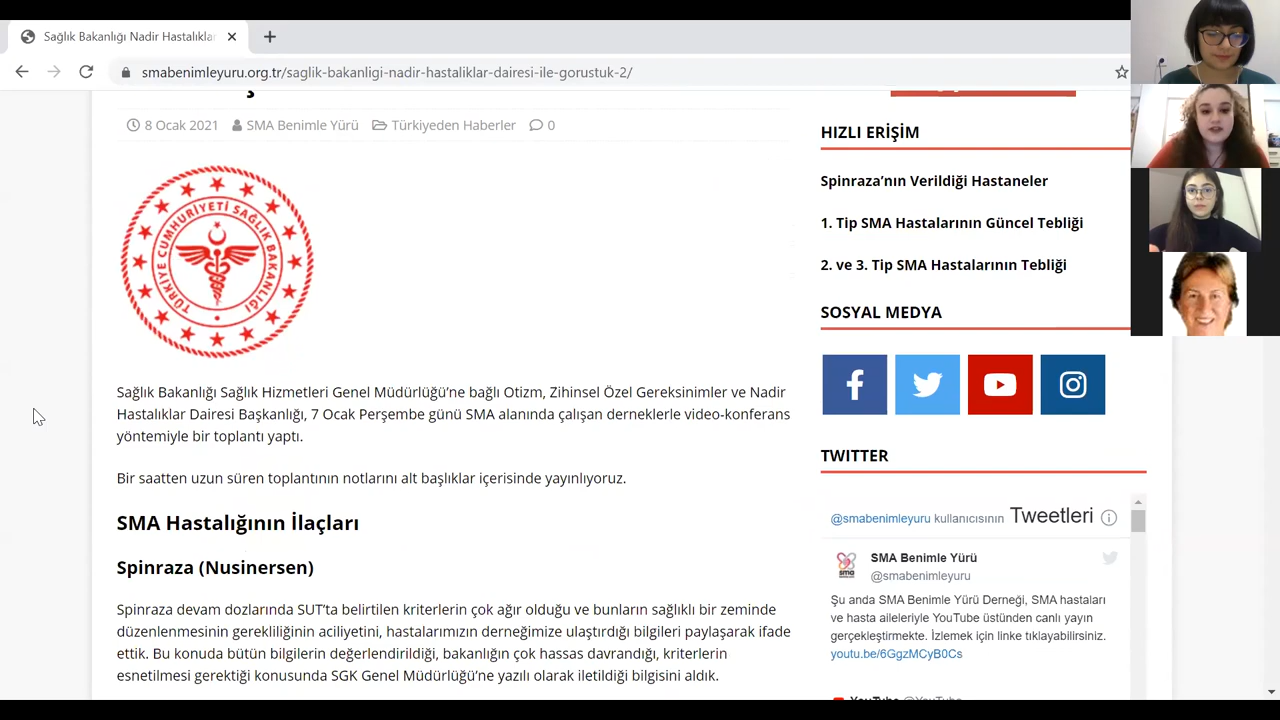 Sağlık Bakanlığı Nadir Hastalıkla
smabenimleyuru.org.tr/saglik-bakanligi-nadir-hastaliklar-dairesi-ile-gorustuk-2/
8 Ocak 2021 SMA Benimle Yürü Türkiyeden Haberler 0
TÜRKİYE CUMHURİYETİ SAĞLIK BAKANLIĞI
Sağlık Bakanlığı Sağlık Hizmetleri Genel Müdürlüğü’ne bağlı Otizm, Zihinsel Özel Gereksinimler ve Nadir
Hastalıklar Dairesi Başkanlığı, 7 Ocak Perşembe günü SMA alanında çalışan derneklerle video-konferans
yöntemiyle bir toplantı yaptı.
Bir saatten uzun süren toplantının notlarını alt başlıklar içerisinde yayınlıyoruz.
SMA Hastalığının İlaçları
Spinraza (Nusinersen)
Spinraza devam dozlarında SUT’ta belirtilen kriterlerin çok ağır olduğu ve bunların sağlıklı bir zeminde
düzenlenmesinin gerekliliğinin aciliyetini, hastalarımızın derneğimize ulaştırdığı bilgileri paylaşarak ifade
ettik. Bu konuda bütün bilgilerin değerlendirildiği, bakanlığın çok hassas davrandığı, kriterlerin
esnetilmesi gerektiği konusunda SGK Genel Müdürlüğü’ne yazılı olarak iletildiği bilgisini aldık.
HIZLI ERİŞİM
Spinraza’nın Verildiği Hastaneler
1. Tip SMA Hastalarının Güncel Tebliği
2. ve 3. Tip SMA Hastalarının Tebliği
SOSYAL MEDYA
TWITTER
@smabenimleyuru kullanıcısının Tweetleri
SMA Benimle Yürü
@smabenimleyuru
Şu anda SMA Benimle Yürü Derneği, SMA hastaları
ve hasta aileleriyle YouTube üstünden canlı yayın
gerçekleştirmekte. İzlemek için linke tıklayabilirsiniz.
youtu.be/6GgzMCyB0Cs
YouTube @YouTube